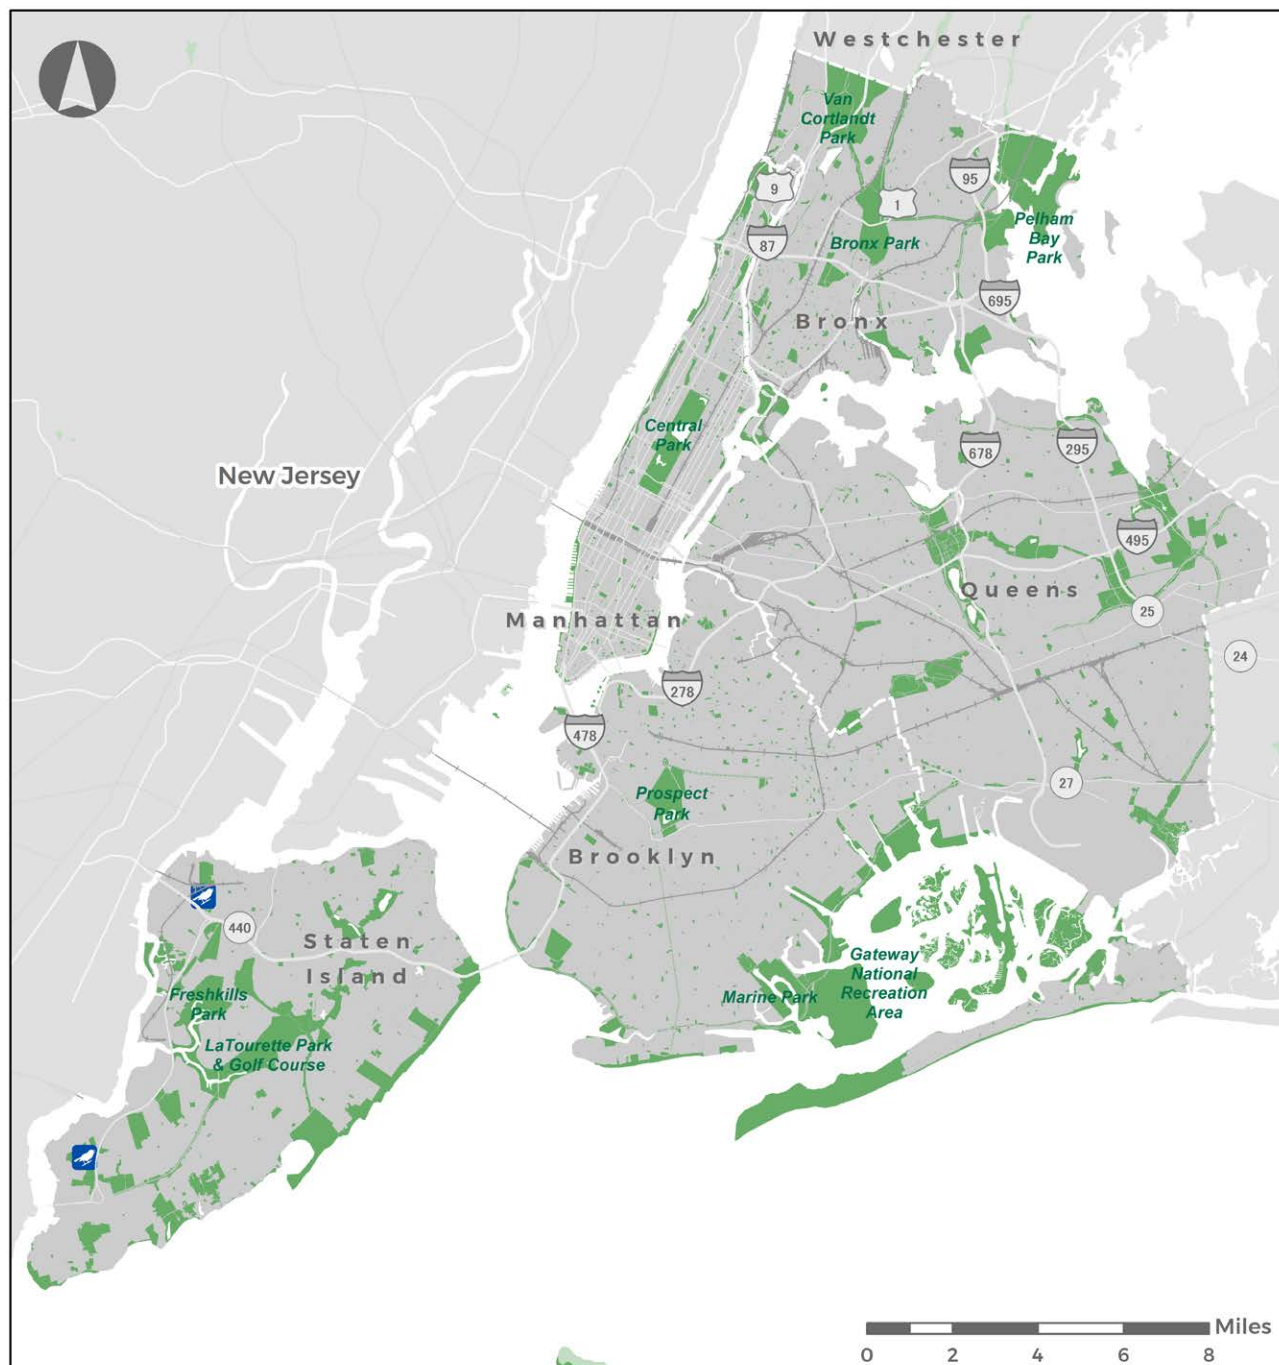 Westchester
Van
Cortlandt
Park
95
9
1
Pelham
Bay
Park
87
Bronx Park
695
Bronx
Central
Park
678
295
New Jersey
495
Queens
25
Manhattan
24
278
478
27
Prospect
Park
Brooklyn
440
Staten
Island
Gateway
National
Recreation
Area
Marine Park
Freshkills
Park
LaTourette Park
& Golf Course
Miles
0 2 4 6 8